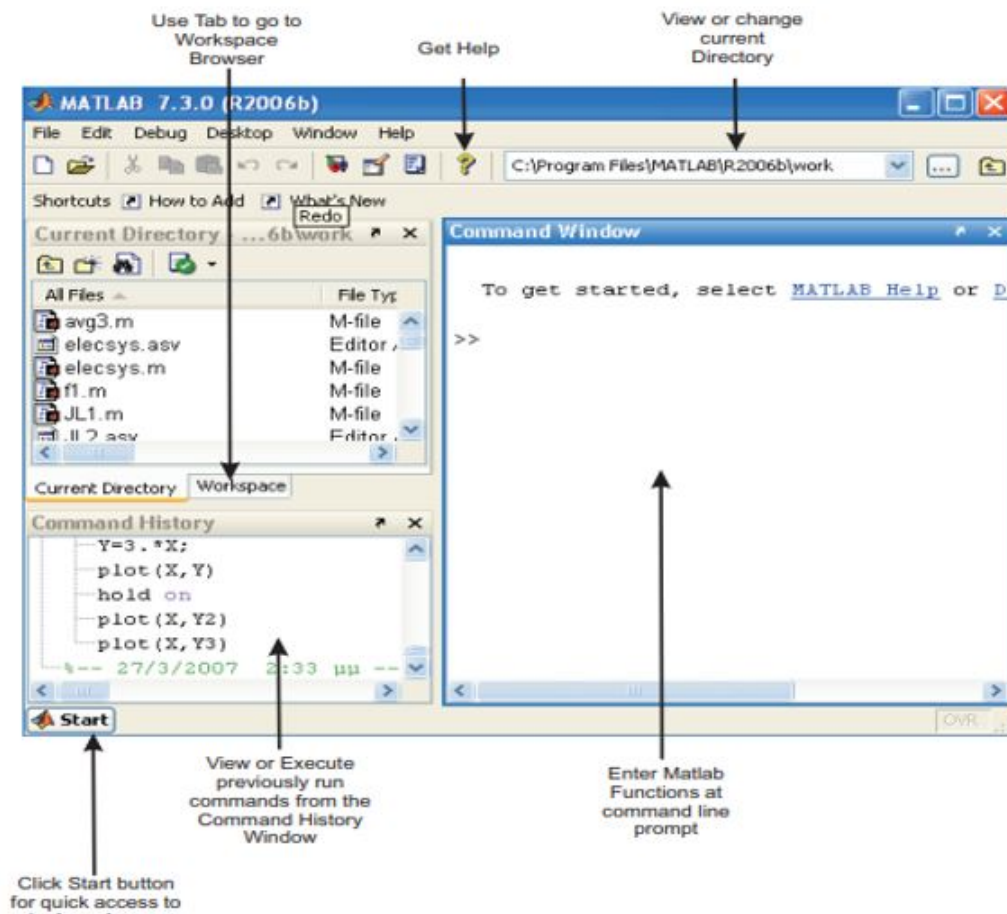 Use Tab to go to
Workspace
Browser
Get Help
View or change
current
Directory
MATLAB 7.3.0 (R2006b)
File Edit Debug Desktop Window Help
C:\Program Files\MATLAB\R2006b\work
Shortcuts How to Add What's New
Redo
Current Directory - ...6b\work
Command Window
All Files File Typ
avg3.m M-file
elecsys.asv Editor
elecsys.m M-file
f1.m M-file
JL1.m M-file
JL2.asv Editor
To get started, select MATLAB Help or D
>>
Current Directory Workspace
Command History
Y=3.*X;
plot(X,Y)
hold on
plot(X,Y2)
plot(X,Y3)
%-- 27/3/2007 2:33 μμ --
Start
OVR
View or Execute
previously run
commands from the
Command History
Window
Enter Matlab
Functions at
command line
prompt
Click Start button
for quick access to